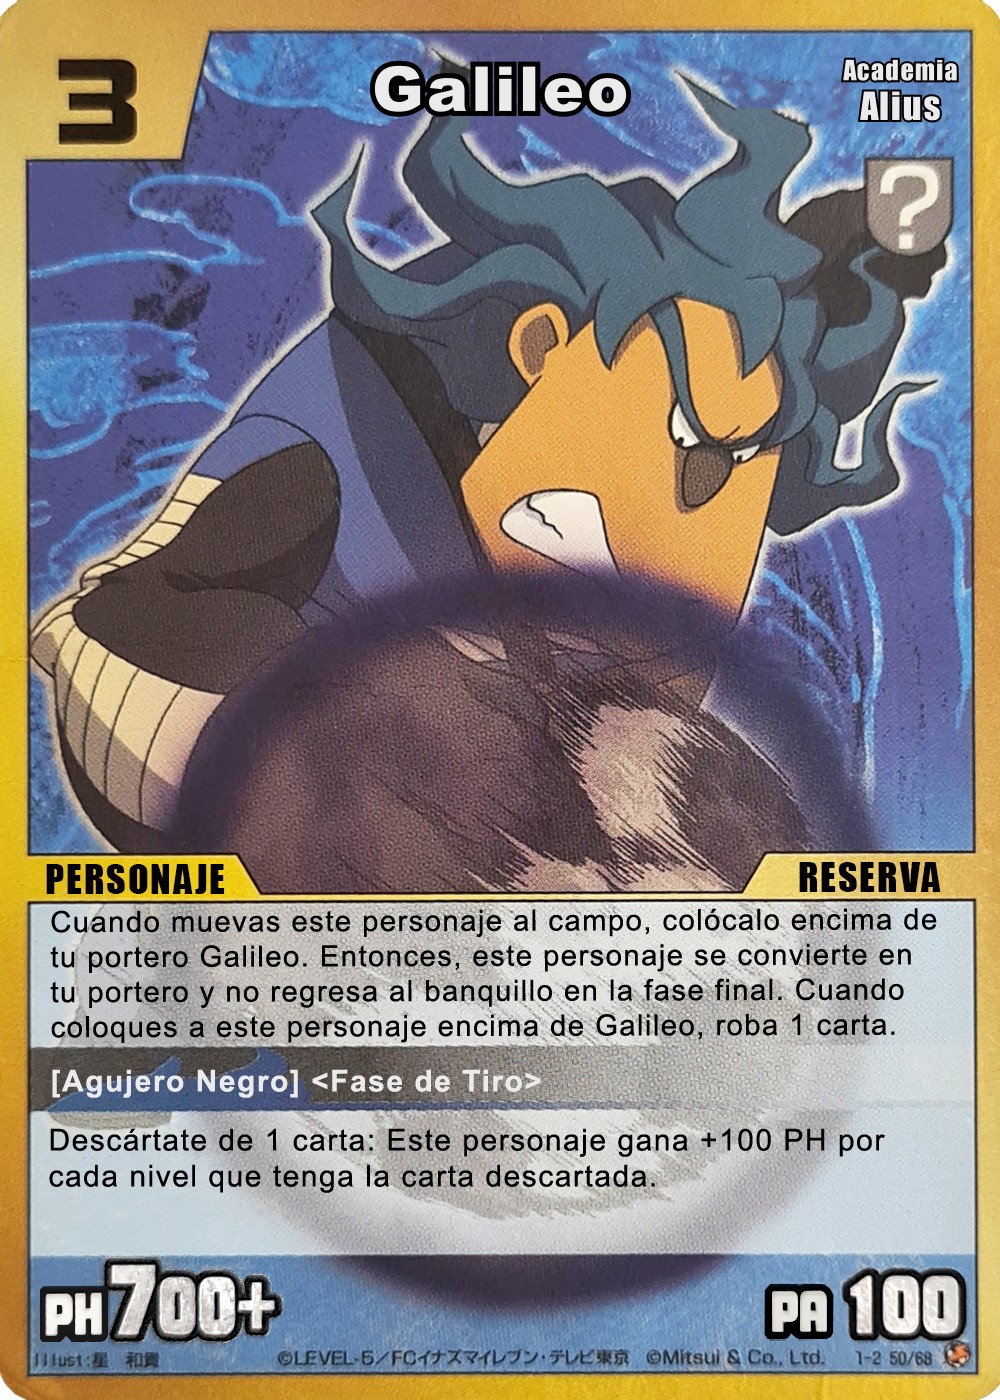 3
Galileo
Academia
Alius
?
PERSONAJE
RESERVA
Cuando muevas este personaje al campo, colócalo encima de
tu portero Galileo. Entonces, este personaje se convierte en
tu portero y no regresa al banquillo en la fase final. Cuando
coloques a este personaje encima de Galileo, roba 1 carta.
[Agujero Negro] <Fase de Tiro>
Descártate de 1 carta: Este personaje gana +100 PH por
cada nivel que tenga la carta descartada.
PH 700+
PA 100
Illust:星 和貴
©LEVEL-5/FCイナズマイレブン・テレビ東京 ©Mitsui & Co., Ltd. 1-2 50/68